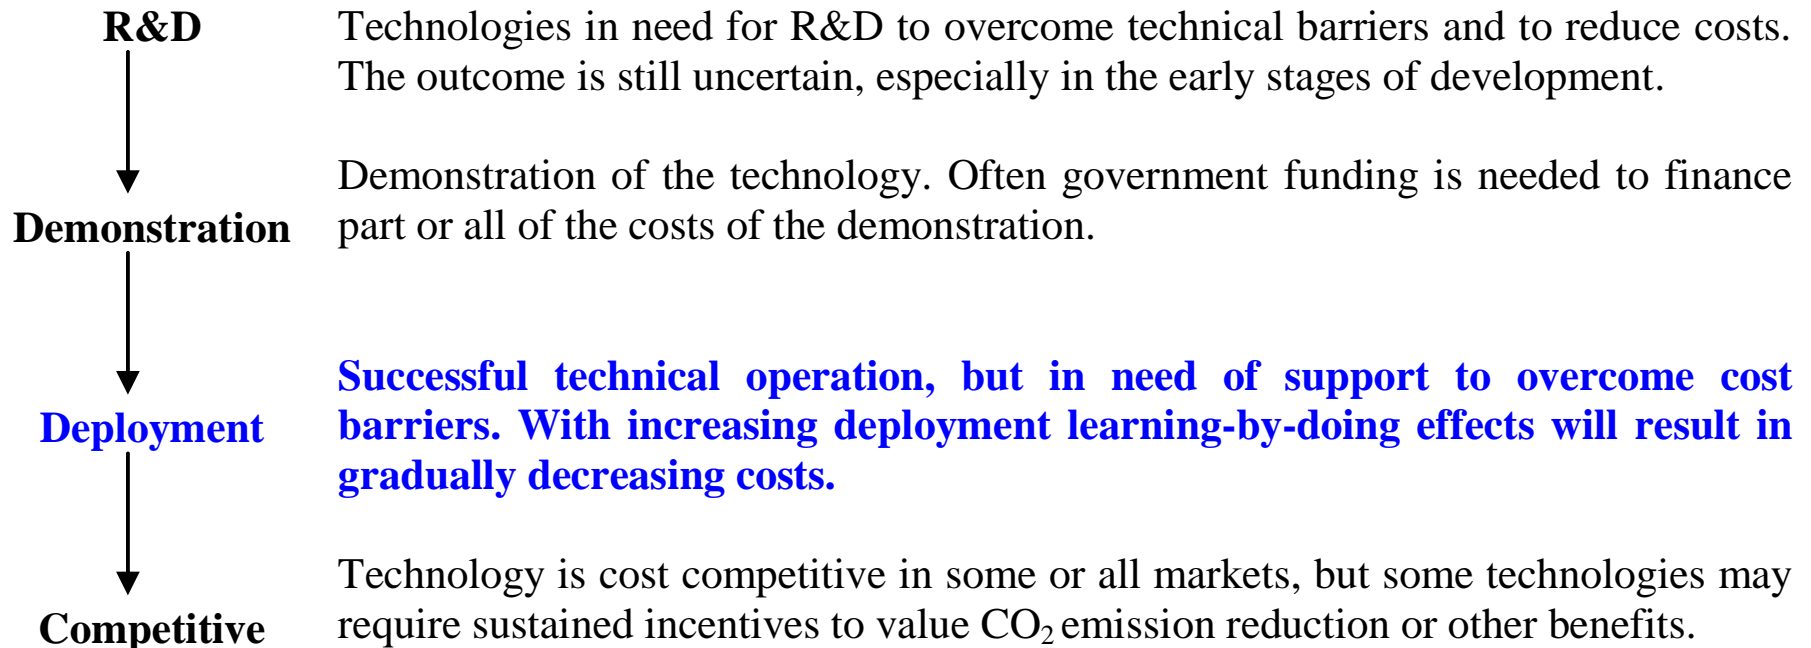 R&D
Technologies in need for R&D to overcome technical barriers and to reduce costs.
The outcome is still uncertain, especially in the early stages of development.
Demonstration
Demonstration of the technology. Often government funding is needed to finance
part or all of the costs of the demonstration.
Deployment
Successful technical operation, but in need of support to overcome cost
barriers. With increasing deployment learning-by-doing effects will result in
gradually decreasing costs.
Competitive
Technology is cost competitive in some or all markets, but some technologies may
require sustained incentives to value CO₂ emission reduction or other benefits.